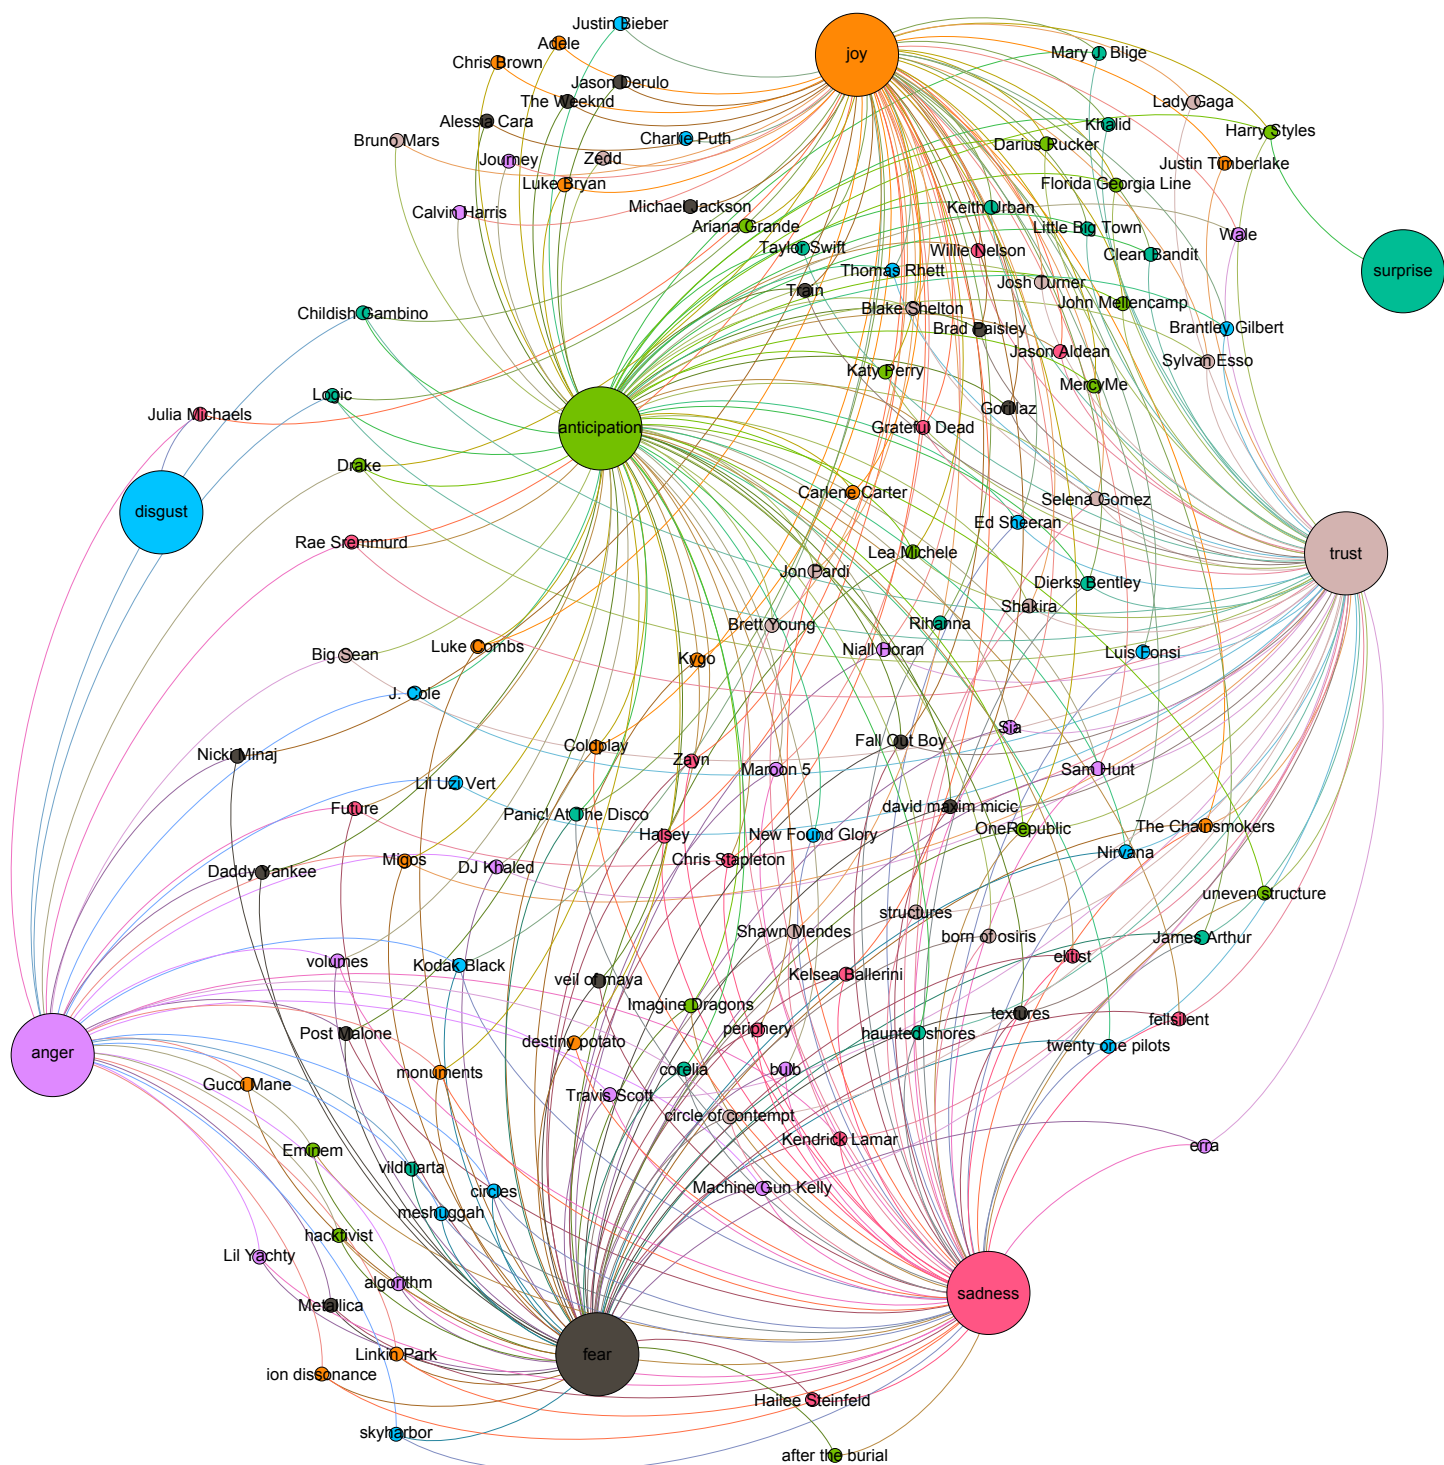 Justin Bieber
Adele
joy
Mary J. Blige
Chris Brown
Jason Derulo
The Weeknd
Lady Gaga
Alessia Cara
Khalid
Harry Styles
Bruno Mars
Charlie Puth
Darius Rucker
Journey
Zedd
Justin Timberlake
Luke Bryan
Florida Georgia Line
Michael Jackson
Keith Urban
Calvin Harris
Ariana Grande
Little Big Town
Wale
Taylor Swift
Willie Nelson
Clean Bandit
Thomas Rhett
surprise
Train
Josh Turner
Childish Gambino
Blake Shelton
John Mellencamp
Brad Paisley
Brantley Gilbert
Jason Aldean
Sylvan Esso
Katy Perry
MercyMe
Logic
Julia Michaels
Gorillaz
anticipation
Grateful Dead
Drake
Carlene Carter
Selena Gomez
disgust
Ed Sheeran
Rae Sremmurd
Lea Michele
trust
Jon Pardi
Dierks Bentley
Shakira
Brett Young
Rihanna
Luke Combs
Niall Horan
Big Sean
Kygo
Luis Fonsi
J. Cole
Sia
Nicki Minaj
Coldplay
Fall Out Boy
Zayn
Maroon 5
Sam Hunt
Lil Uzi Vert
Future
Panic! At The Disco
david maxim micic
Halsey
New Found Glory
OneRepublic
The Chainsmokers
Migos
Chris Stapleton
Nirvana
Daddy Yankee
DJ Khaled
uneven structure
structures
Shawn Mendes
born of osiris
James Arthur
volumes
Kodak Black
elitist
veil of maya
Kelsea Ballerini
Imagine Dragons
textures
fellsilent
Post Malone
destiny potato
periphery
haunted shores
twenty one pilots
anger
monuments
corelia
bulb
Gucci Mane
Travis Scott
circle of contempt
Kendrick Lamar
Eminem
erra
vildhjarta
circles
Machine Gun Kelly
meshuggah
hacktivist
Lil Yachty
algorithm
sadness
Metallica
Linkin Park
fear
ion dissonance
Hailee Steinfeld
skyharbor
after the burial